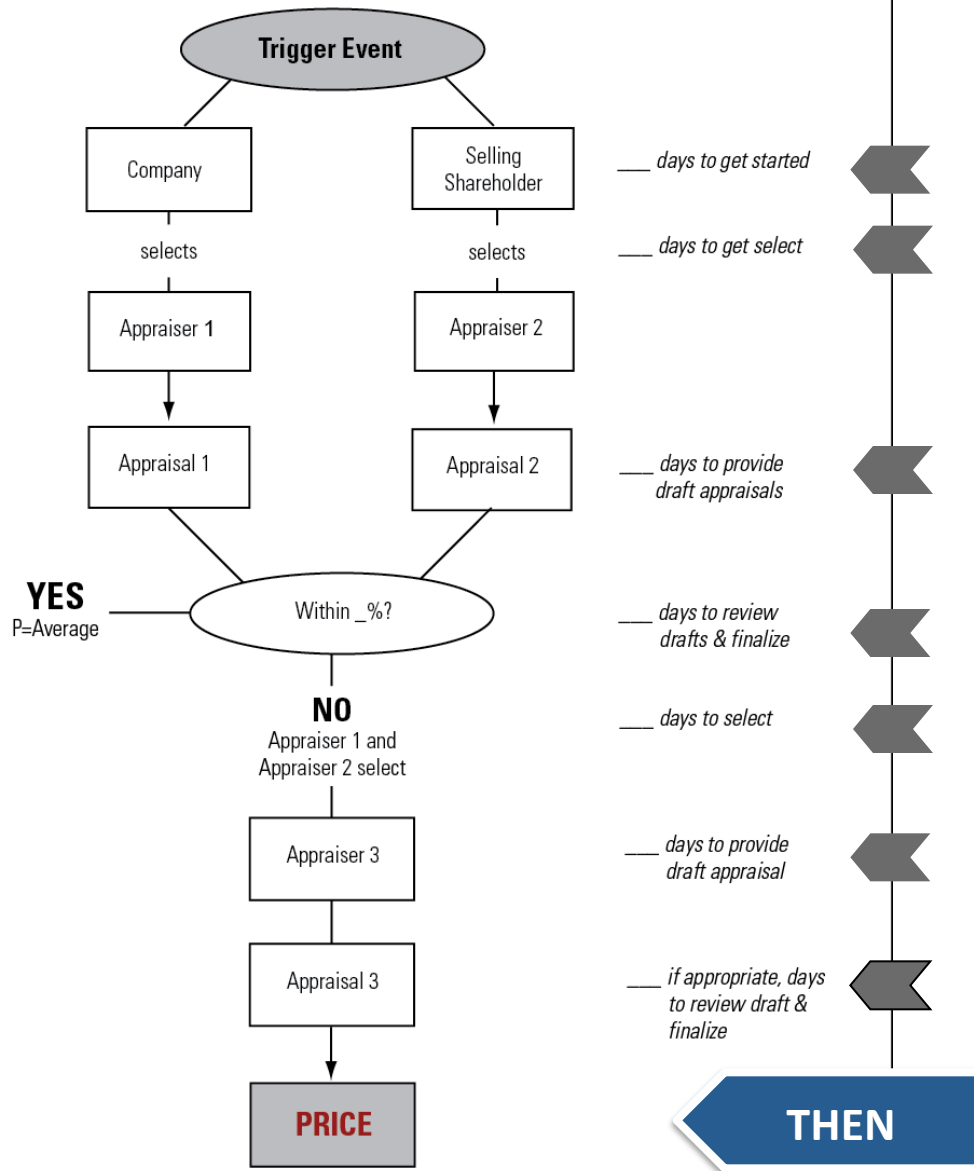 Trigger Event
Company
Selling
Shareholder
___ days to get started
selects
selects
___ days to get select
Appraiser 1
Appraiser 2
Appraisal 1
Appraisal 2
___ days to provide
draft appraisals
YES
P=Average
Within _%?
___ days to review
drafts & finalize
NO
Appraiser 1 and
Appraiser 2 select
___ days to select
Appraiser 3
___ days to provide
draft appraisal
Appraisal 3
___ if appropriate, days
to review draft &
finalize
PRICE
THEN